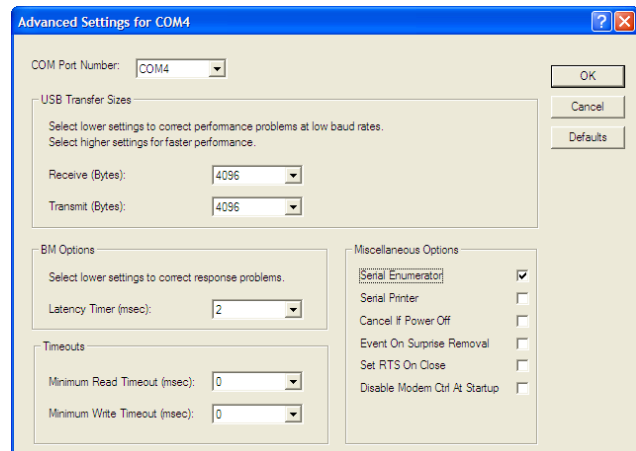 Advanced Settings for COM4
COM Port Number: COM4
OK
Cancel
Defaults
USB Transfer Sizes
Select lower settings to correct performance problems at low baud rates.
Select higher settings for faster performance.
Receive (Bytes): 4096
Transmit (Bytes): 4096
BM Options
Select lower settings to correct response problems.
Latency Timer (msec): 2
Timeouts
Minimum Read Timeout (msec): 0
Minimum Write Timeout (msec): 0
Miscellaneous Options
Serial Enumerator
Serial Printer
Cancel If Power Off
Event On Surprise Removal
Set RTS On Close
Disable Modem Ctrl At Startup